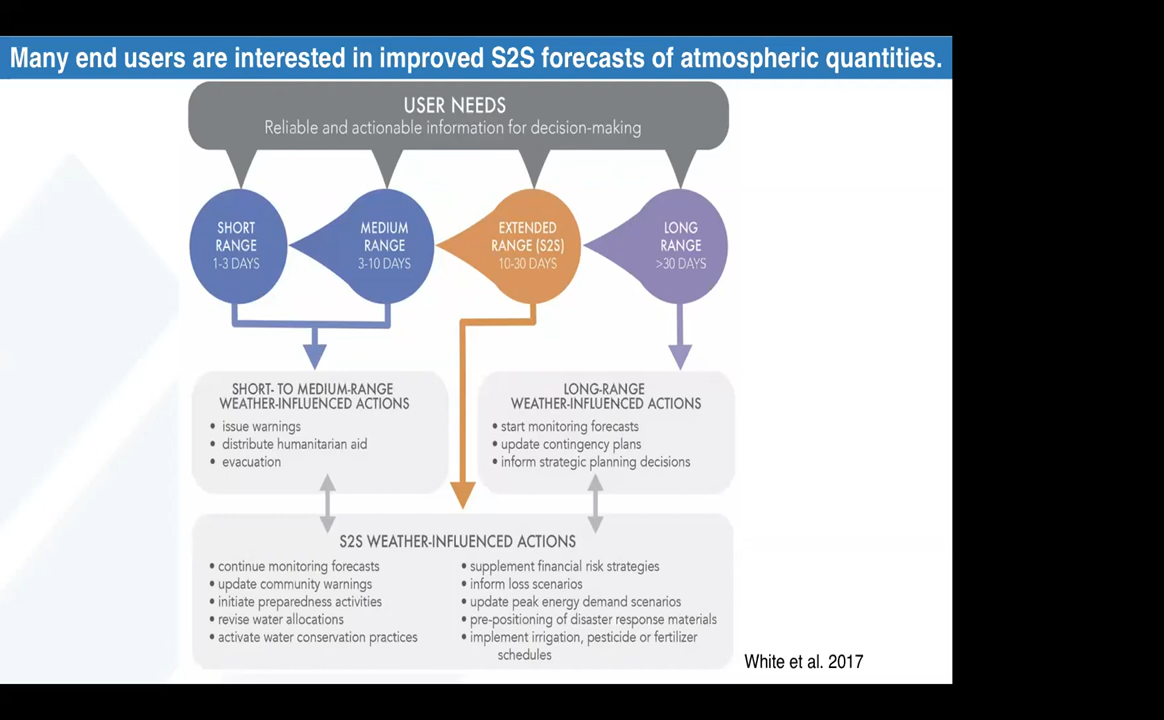 Many end users are interested in improved S2S forecasts of atmospheric quantities.
USER NEEDS
Reliable and actionable information for decision-making
SHORT
RANGE
1-3 DAYS
MEDIUM
RANGE
3-10 DAYS
EXTENDED
RANGE (S2S)
10-30 DAYS
LONG
RANGE
>30 DAYS
SHORT- TO MEDIUM-RANGE
WEATHER-INFLUENCED ACTIONS
• issue warnings
• distribute humanitarian aid
• evacuation
LONG-RANGE
WEATHER-INFLUENCED ACTIONS
• start monitoring forecasts
• update contingency plans
• inform strategic planning decisions
S2S WEATHER-INFLUENCED ACTIONS
• continue monitoring forecasts
• update community warnings
• initiate preparedness activities
• revise water allocations
• activate water conservation practices
• supplement financial risk strategies
• inform loss scenarios
• update peak energy demand scenarios
• pre-positioning of disaster response materials
• implement irrigation, pesticide or fertilizer
schedules
White et al. 2017